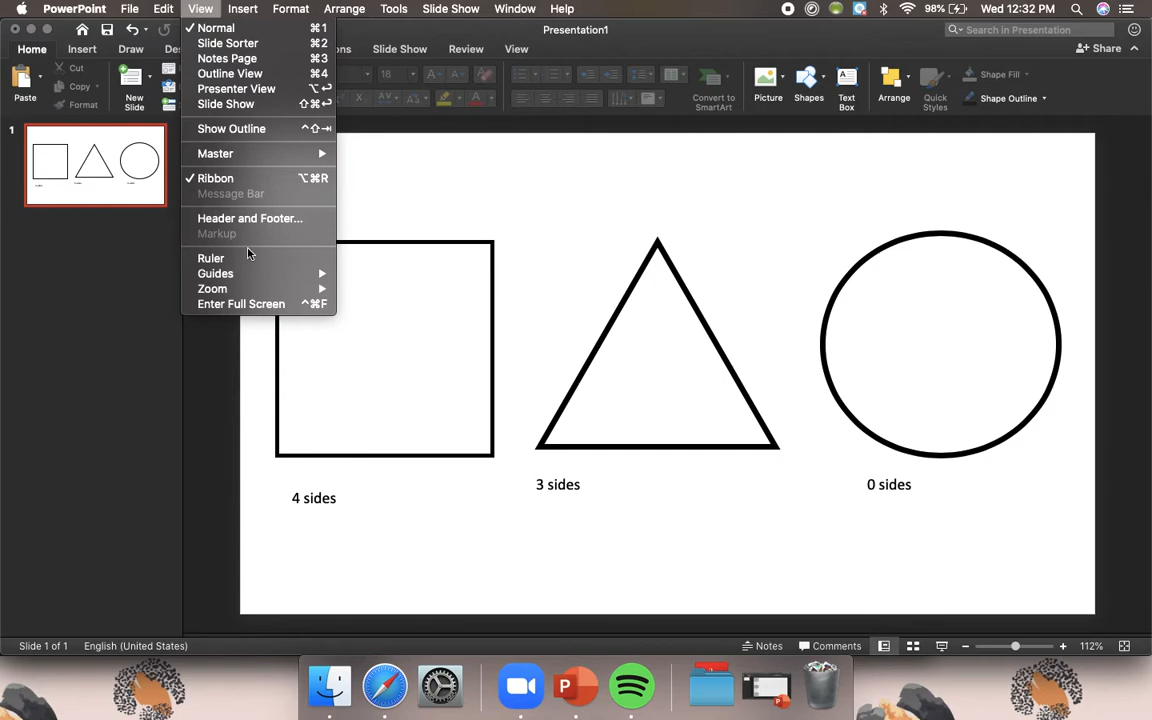 PowerPoint File Edit View Insert Format Arrange Tools Slide Show Window Help 98% Wed 12:32 PM
Presentation1
Search in Presentation
Home Insert Draw Des ons Slide Show Review View Share
Normal ⌘1
Slide Sorter ⌘2
Notes Page ⌘3
Outline View ⌘4
Presenter View ⌥↩
Slide Show ⇧⌘↩
Show Outline ^⇧⇥
Master
Ribbon ⌥⌘R
Message Bar
Header and Footer...
Markup
Ruler
Guides
Zoom
Enter Full Screen ^⌘F
Paste
Cut
Copy
Format
New
Slide
18
Convert to
SmartArt
Picture
Shapes
Text
Box
Arrange
Quick
Styles
Shape Fill
Shape Outline
1
4 sides
3 sides
0 sides
Slide 1 of 1 English (United States) Notes Comments 112%